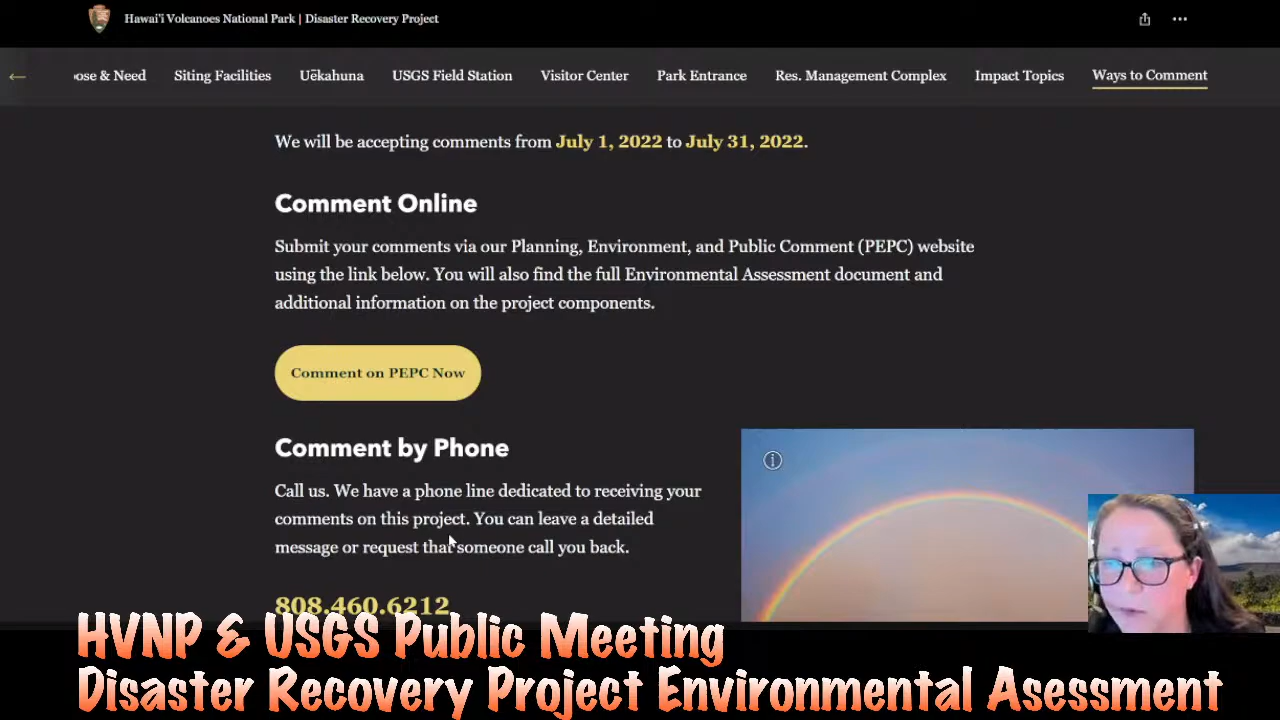 Hawai'i Volcanoes National Park | Disaster Recovery Project
ose & Need Siting Facilities Uēkahuna USGS Field Station Visitor Center Park Entrance Res. Management Complex Impact Topics Ways to Comment
We will be accepting comments from July 1, 2022 to July 31, 2022.
Comment Online
Submit your comments via our Planning, Environment, and Public Comment (PEPC) website
using the link below. You will also find the full Environmental Assessment document and
additional information on the project components.
Comment on PEPC Now
Comment by Phone
Call us. We have a phone line dedicated to receiving your
comments on this project. You can leave a detailed
message or request that someone call you back.
808.460.6212
HVNP & USGS Public Meeting
Disaster Recovery Project Environmental Asessment